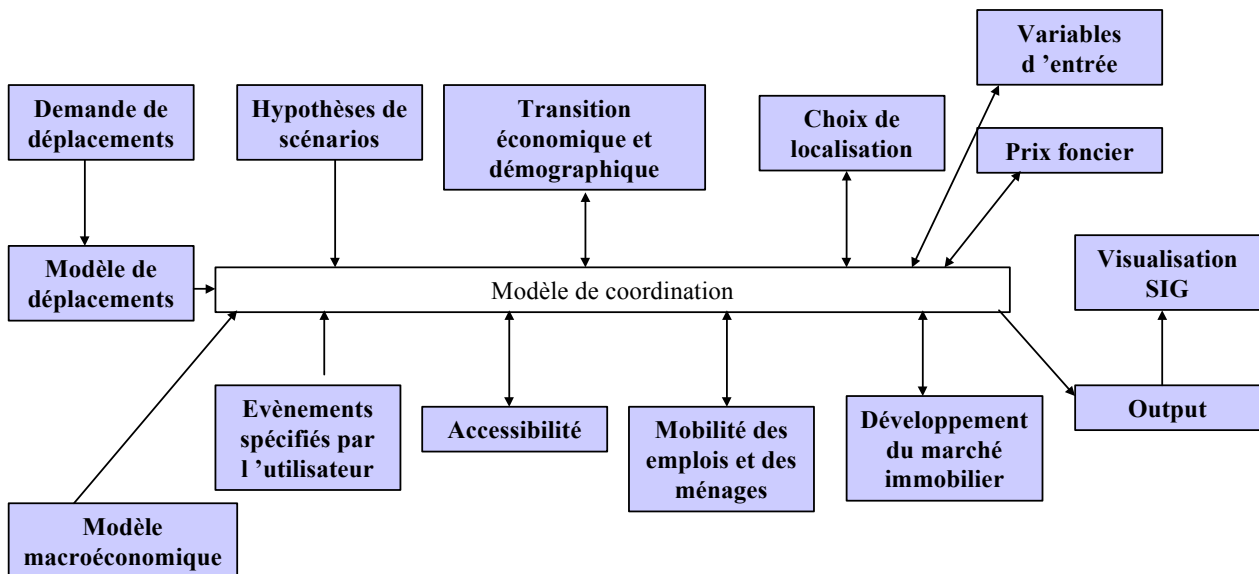 Variables
d ’entrée
Demande de
déplacements
Hypothèses de
scénarios
Transition
économique et
démographique
Choix de
localisation
Prix foncier
Modèle de
déplacements
Modèle de coordination
Visualisation
SIG
Evènements
spécifiés par
l ’utilisateur
Accessibilité
Mobilité des
emplois et des
ménages
Développement
du marché
immobilier
Output
Modèle
macroéconomique